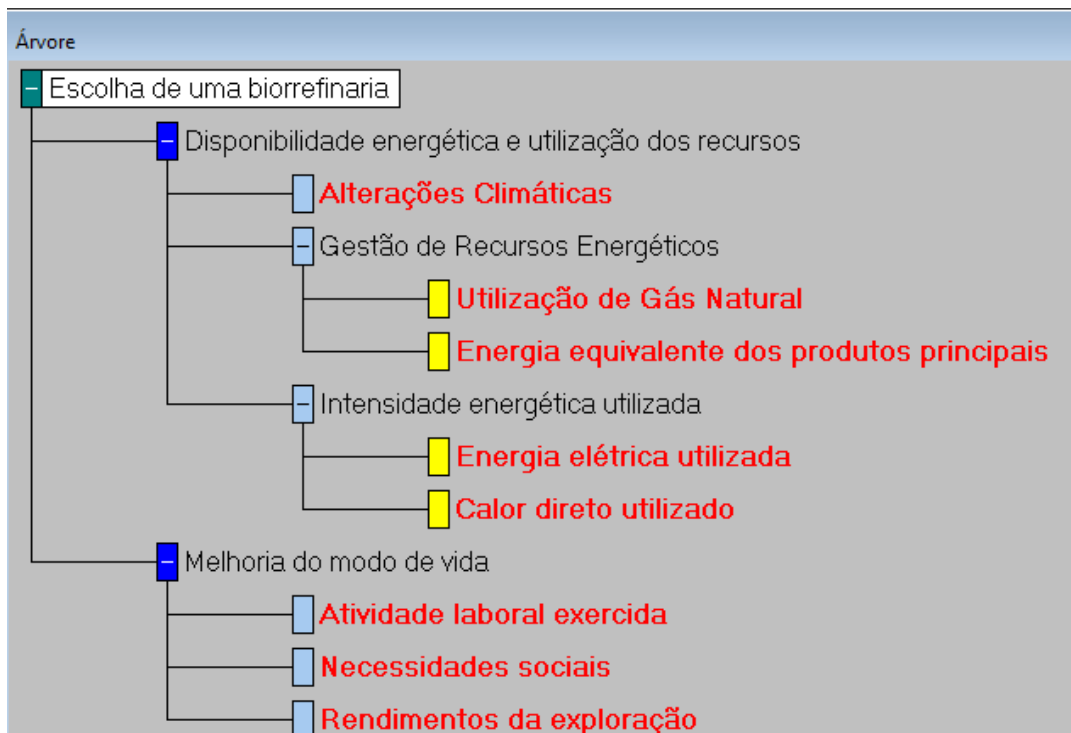 Árvore
Escolha de uma biorrefinaria
Disponibilidade energética e utilização dos recursos
Alterações Climáticas
Gestão de Recursos Energéticos
Utilização de Gás Natural
Energia equivalente dos produtos principais
Intensidade energética utilizada
Energia elétrica utilizada
Calor direto utilizado
Melhoria do modo de vida
Atividade laboral exercida
Necessidades sociais
Rendimentos da exploração